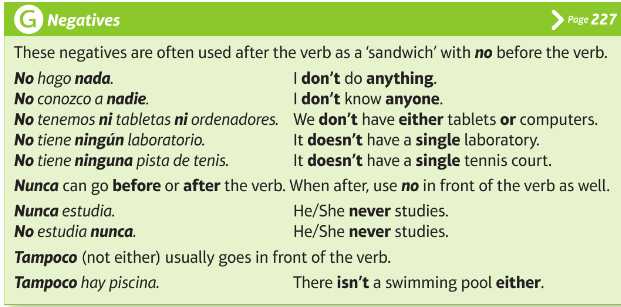 G Negatives Page 227
These negatives are often used after the verb as a ‘sandwich’ with no before the verb.
No hago nada. I don’t do anything.
No conozco a nadie. I don’t know anyone.
No tenemos ni tabletas ni ordenadores. We don’t have either tablets or computers.
No tiene ningún laboratorio. It doesn’t have a single laboratory.
No tiene ninguna pista de tenis. It doesn’t have a single tennis court.
Nunca can go before or after the verb. When after, use no in front of the verb as well.
Nunca estudia. He/She never studies.
No estudia nunca. He/She never studies.
Tampoco (not either) usually goes in front of the verb.
Tampoco hay piscina. There isn’t a swimming pool either.